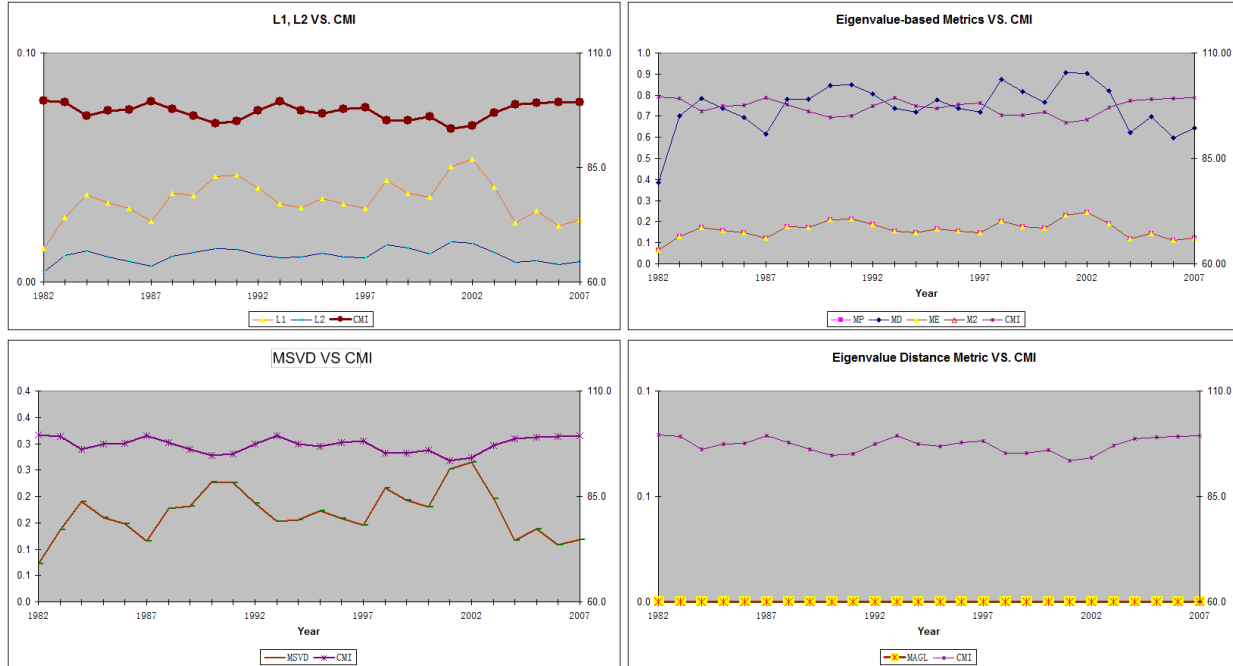 L1, L2 VS. CMI
0.10
0.00
110.0
85.0
60.0
1982 1987 1992 1997 2002 2007
L1 L2 CMI
Eigenvalue-based Metrics VS. CMI
1.0
0.9
0.8
0.7
0.6
0.5
0.4
0.3
0.2
0.1
0.0
110.00
85.00
60.00
1982 1987 1992 1997 2002 2007
Year
MP MD ME M2 CMI
MSVD VS CMI
0.4
0.4
0.3
0.3
0.2
0.2
0.1
0.1
0.0
110.0
85.0
60.0
1982 1987 1992 1997 2002 2007
Year
MSVD CMI
Eigenvalue Distance Metric VS. CMI
0.1
0.1
0.0
110.0
85.0
60.0
1982 1987 1992 1997 2002 2007
Year
MAGL CMI